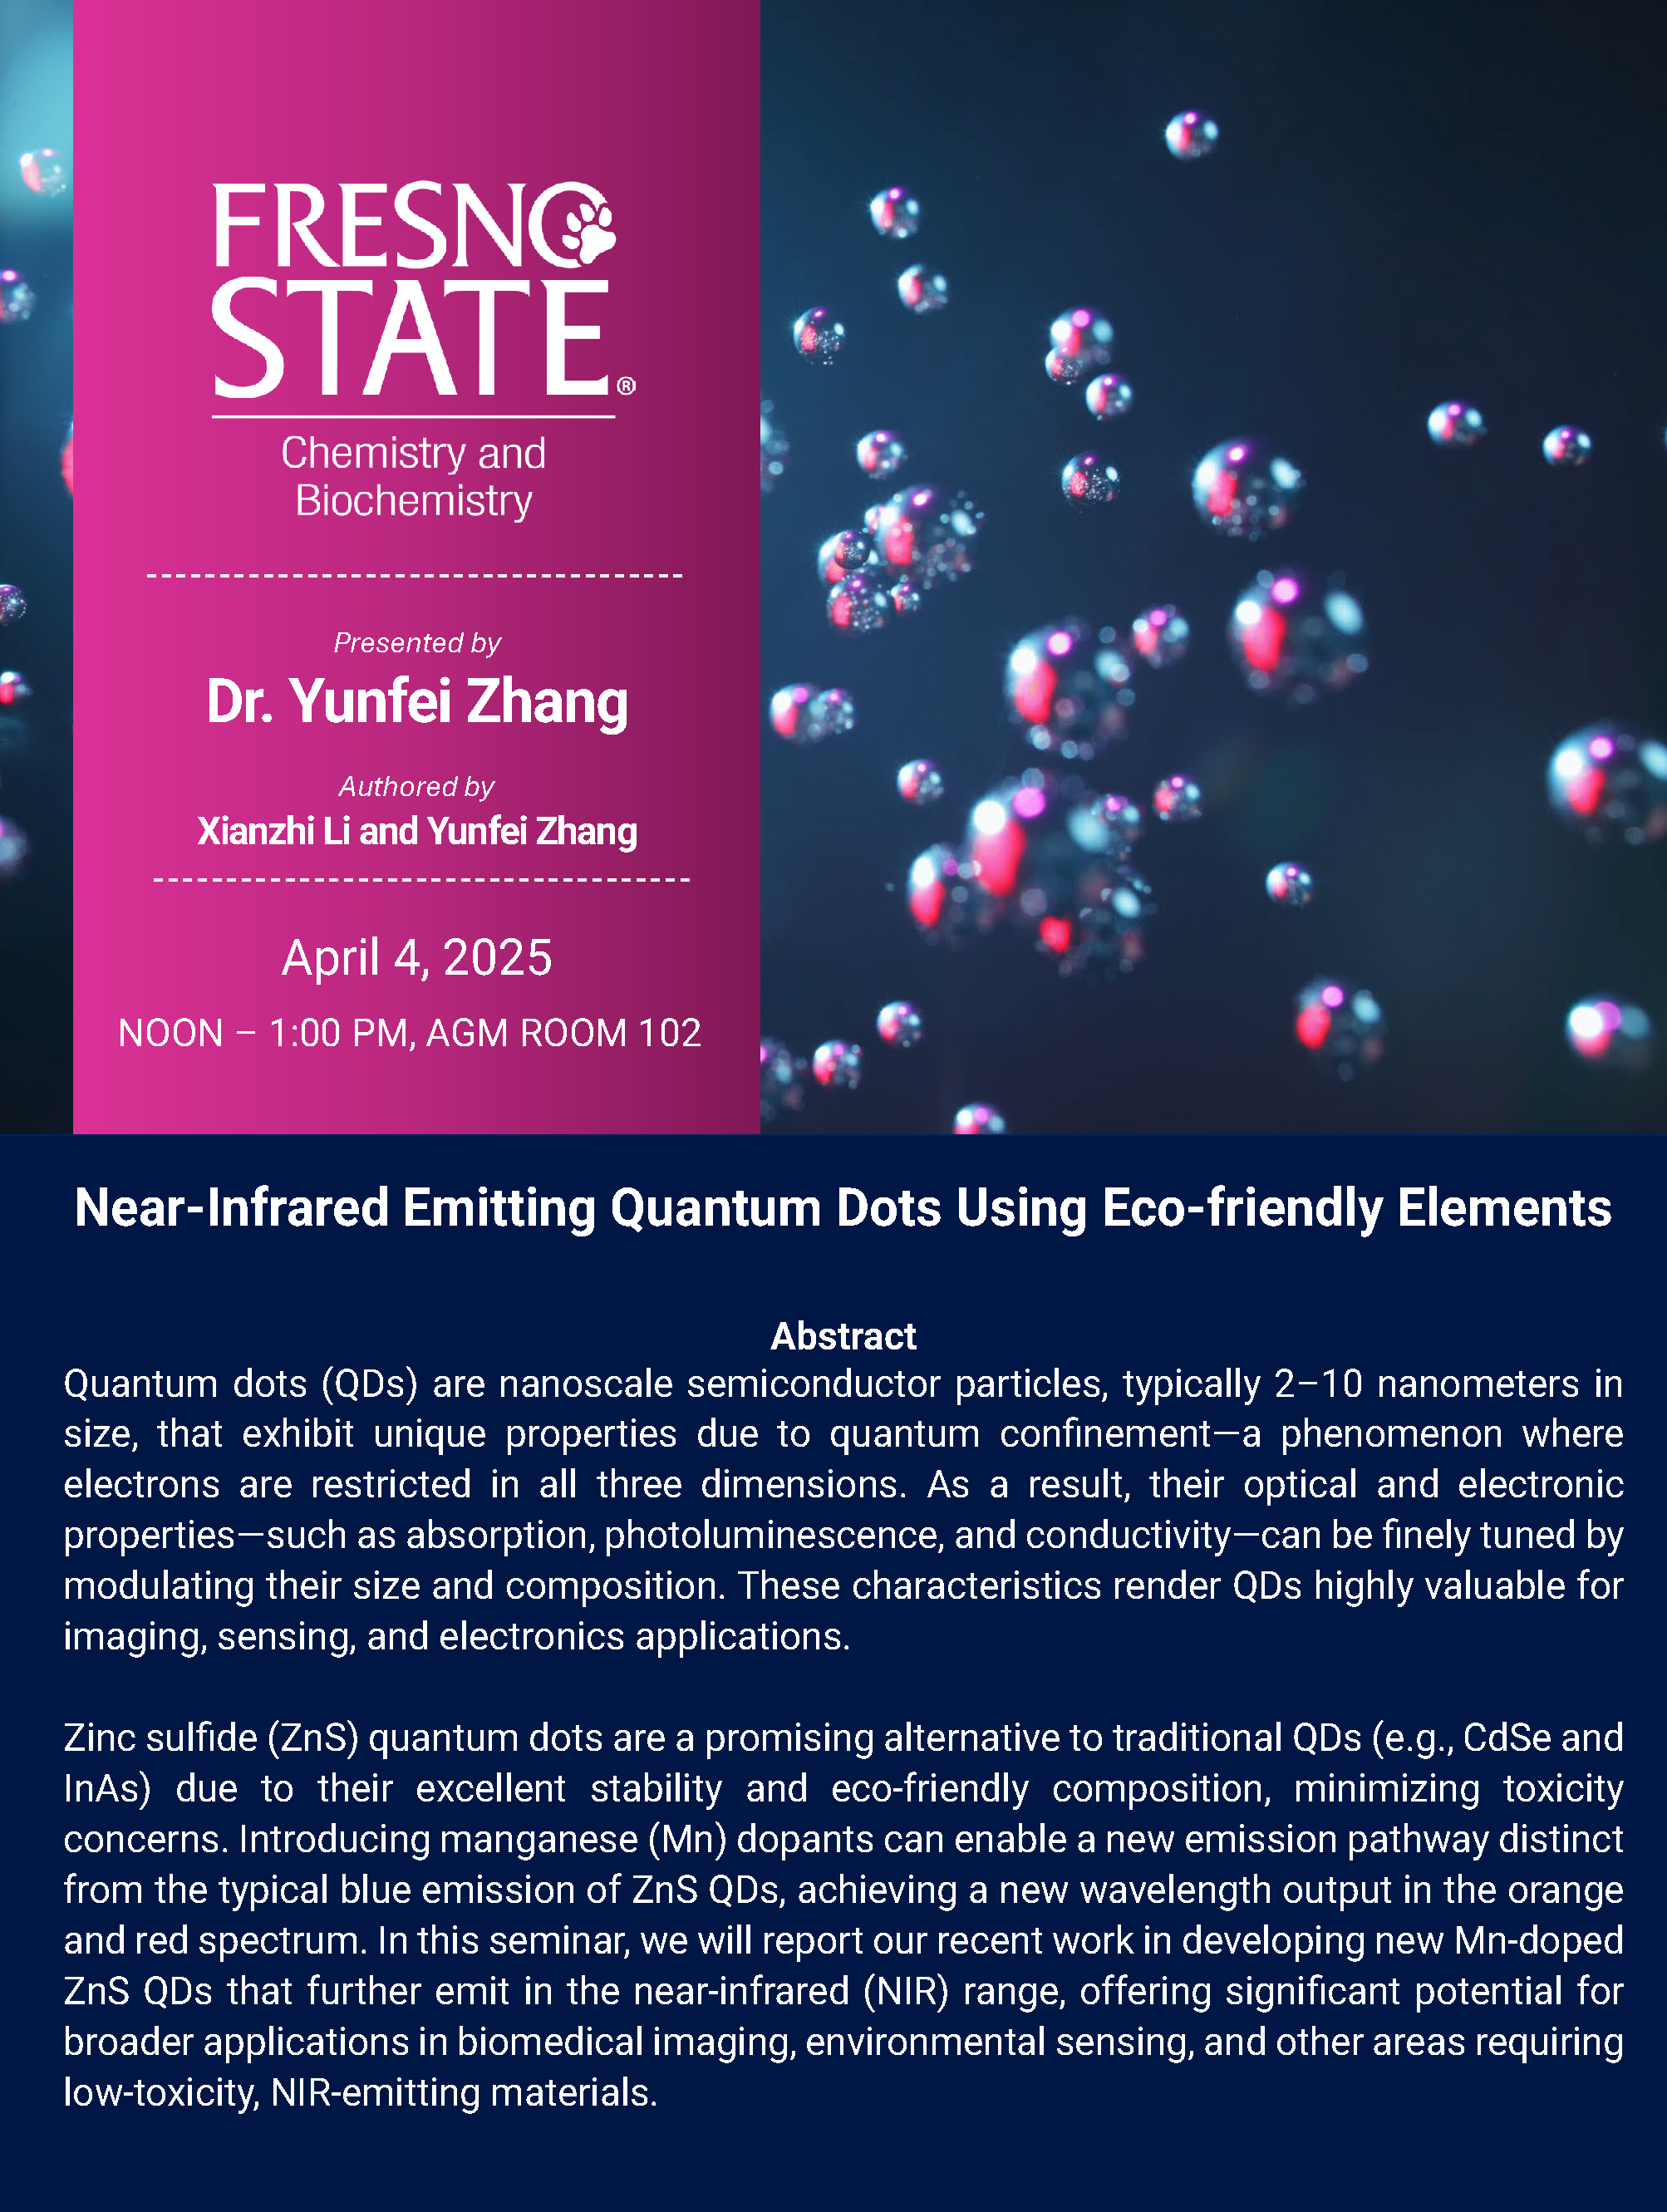 FRESNO
STATE®
Chemistry and
Biochemistry
Presented by
Dr. Yunfei Zhang
Authored by
Xianzhi Li and Yunfei Zhang
April 4, 2025
NOON – 1:00 PM, AGM ROOM 102
Near-Infrared Emitting Quantum Dots Using Eco-friendly Elements
Abstract
Quantum dots (QDs) are nanoscale semiconductor particles, typically 2–10 nanometers in
size, that exhibit unique properties due to quantum confinement—a phenomenon where
electrons are restricted in all three dimensions. As a result, their optical and electronic
properties—such as absorption, photoluminescence, and conductivity—can be finely tuned by
modulating their size and composition. These characteristics render QDs highly valuable for
imaging, sensing, and electronics applications.
Zinc sulfide (ZnS) quantum dots are a promising alternative to traditional QDs (e.g., CdSe and
InAs) due to their excellent stability and eco-friendly composition, minimizing toxicity
concerns. Introducing manganese (Mn) dopants can enable a new emission pathway distinct
from the typical blue emission of ZnS QDs, achieving a new wavelength output in the orange
and red spectrum. In this seminar, we will report our recent work in developing new Mn-doped
ZnS QDs that further emit in the near-infrared (NIR) range, offering significant potential for
broader applications in biomedical imaging, environmental sensing, and other areas requiring
low-toxicity, NIR-emitting materials.